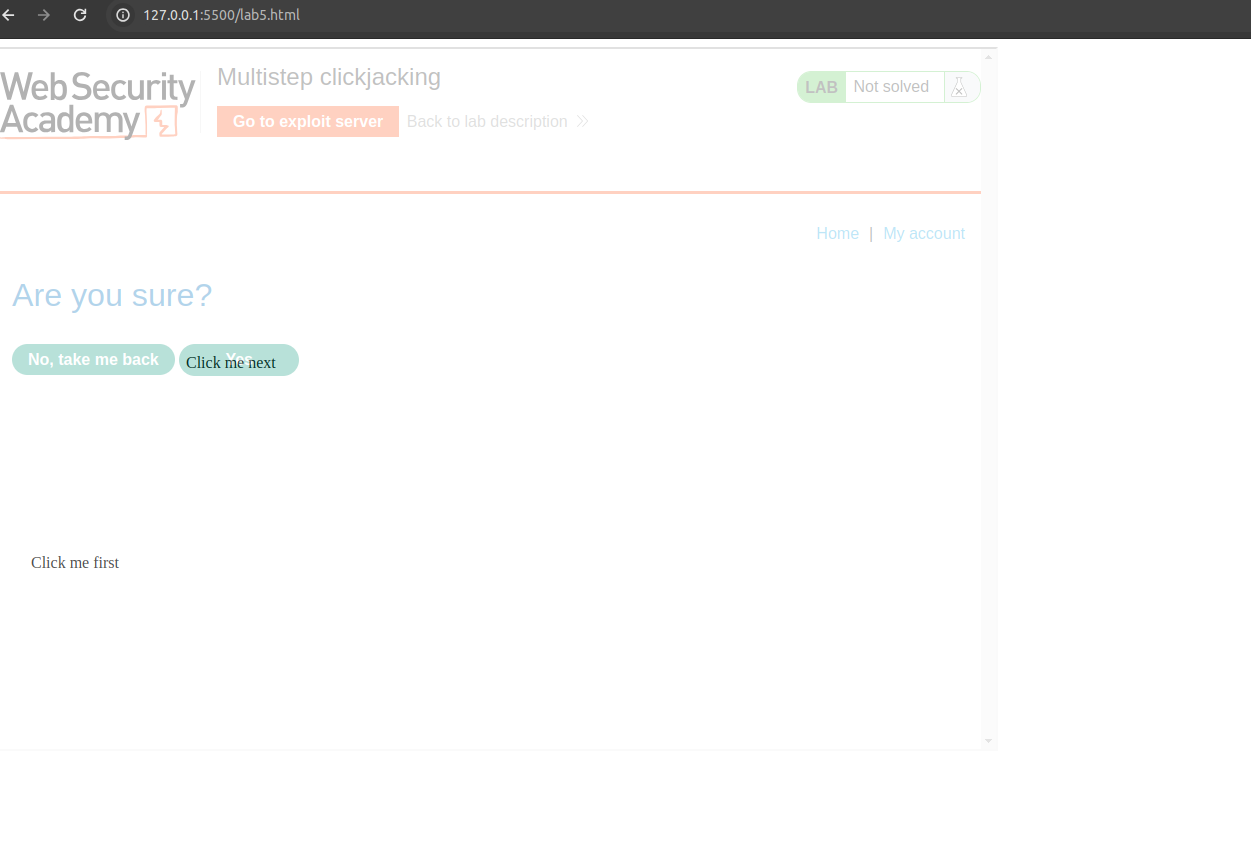 127.0.0.1:5500/lab5.html
Web Security
Academy
Multistep clickjacking
Go to exploit server
Back to lab description
LAB
Not solved
Home | My account
Are you sure?
No, take me back
Yes
Click me next
Click me first